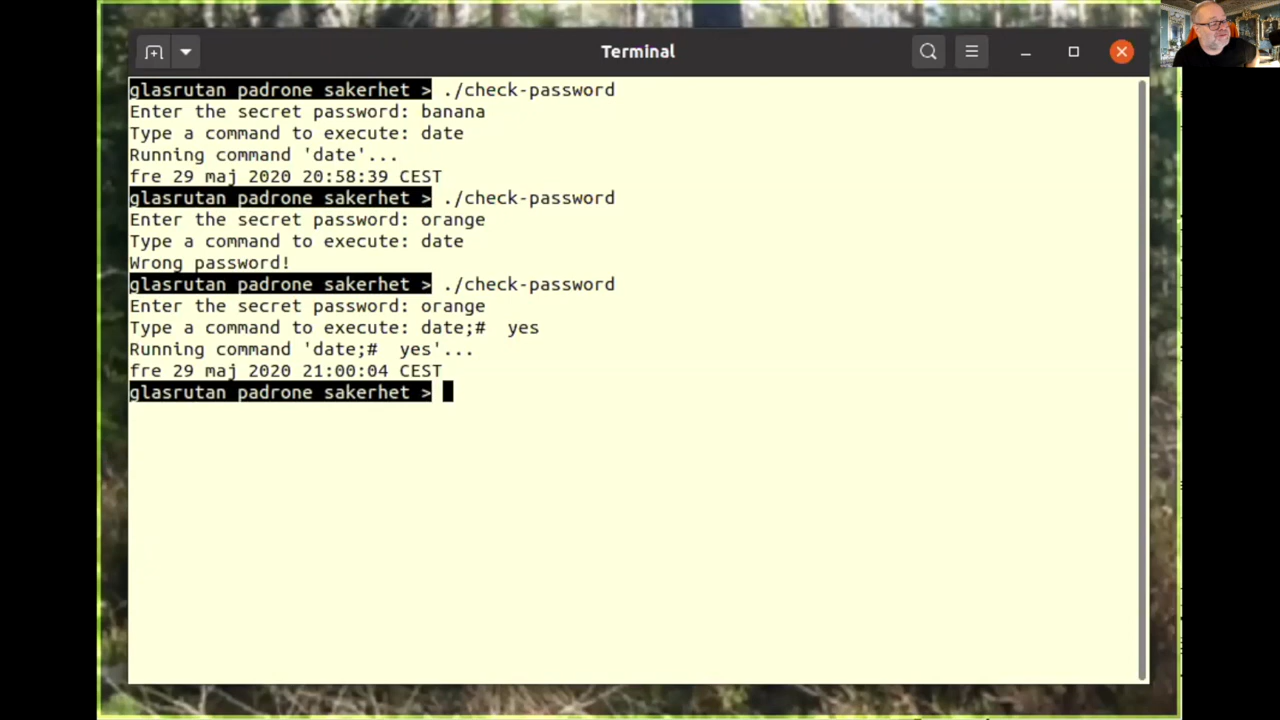 Terminal
glasrutan padrone sakerhet > ./check-password
Enter the secret password: banana
Type a command to execute: date
Running command 'date'...
fre 29 maj 2020 20:58:39 CEST
glasrutan padrone sakerhet > ./check-password
Enter the secret password: orange
Type a command to execute: date
Wrong password!
glasrutan padrone sakerhet > ./check-password
Enter the secret password: orange
Type a command to execute: date;#  yes
Running command 'date;#  yes'...
fre 29 maj 2020 21:00:04 CEST
glasrutan padrone sakerhet >